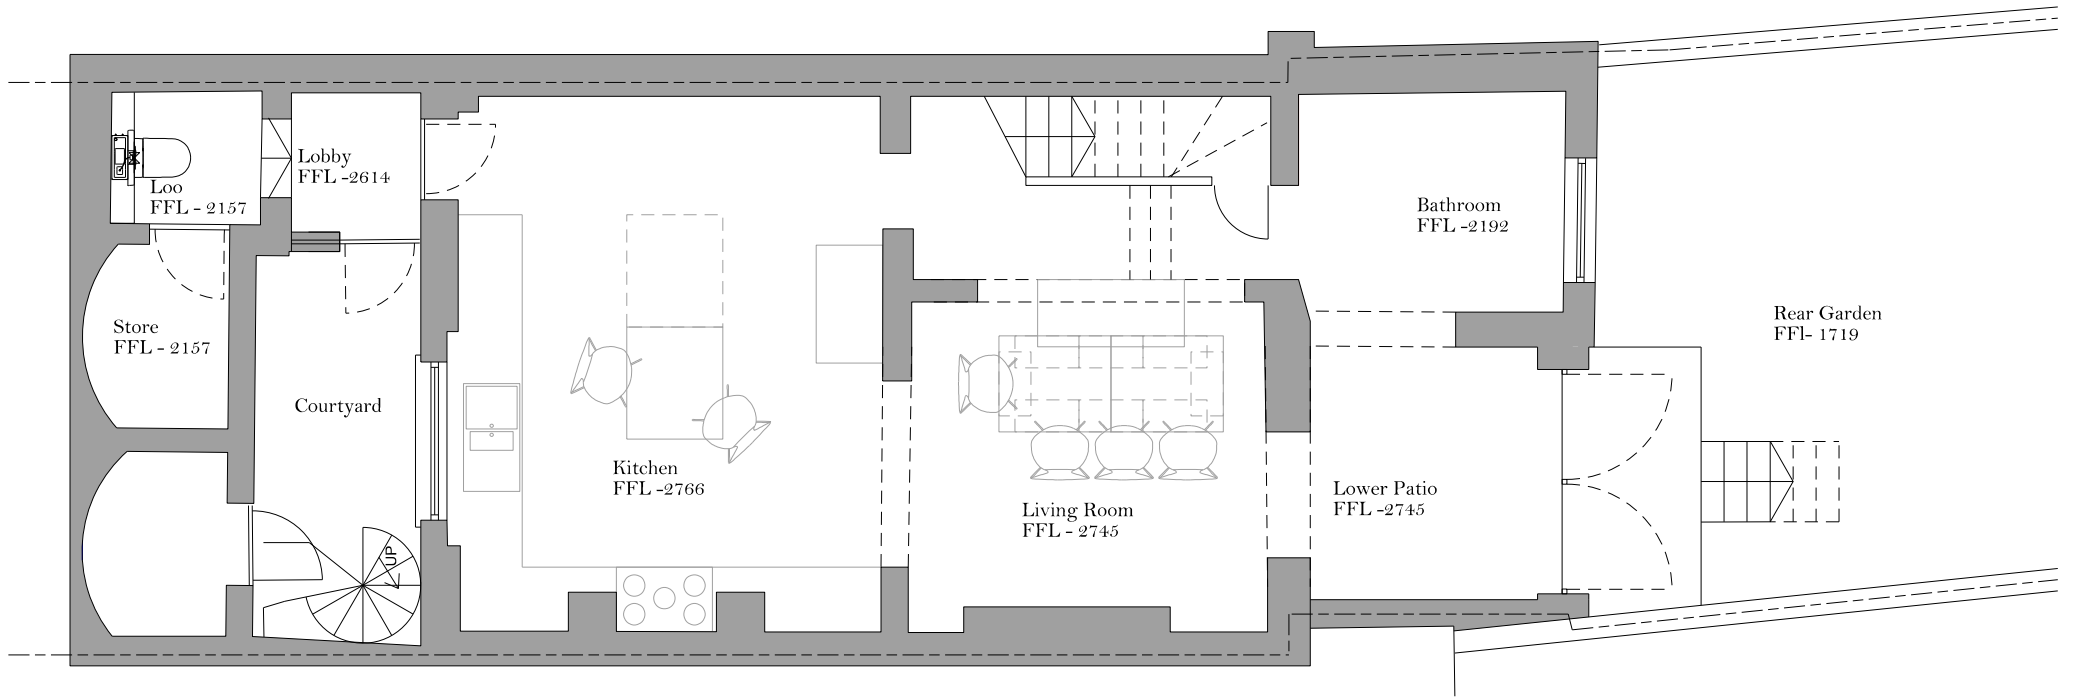 Loo
FFL - 2157
Lobby
FFL -2614
Store
FFL - 2157
Courtyard
UP
Kitchen
FFL -2766
Living Room
FFL - 2745
Bathroom
FFL -2192
Lower Patio
FFL -2745
Rear Garden
FFl- 1719